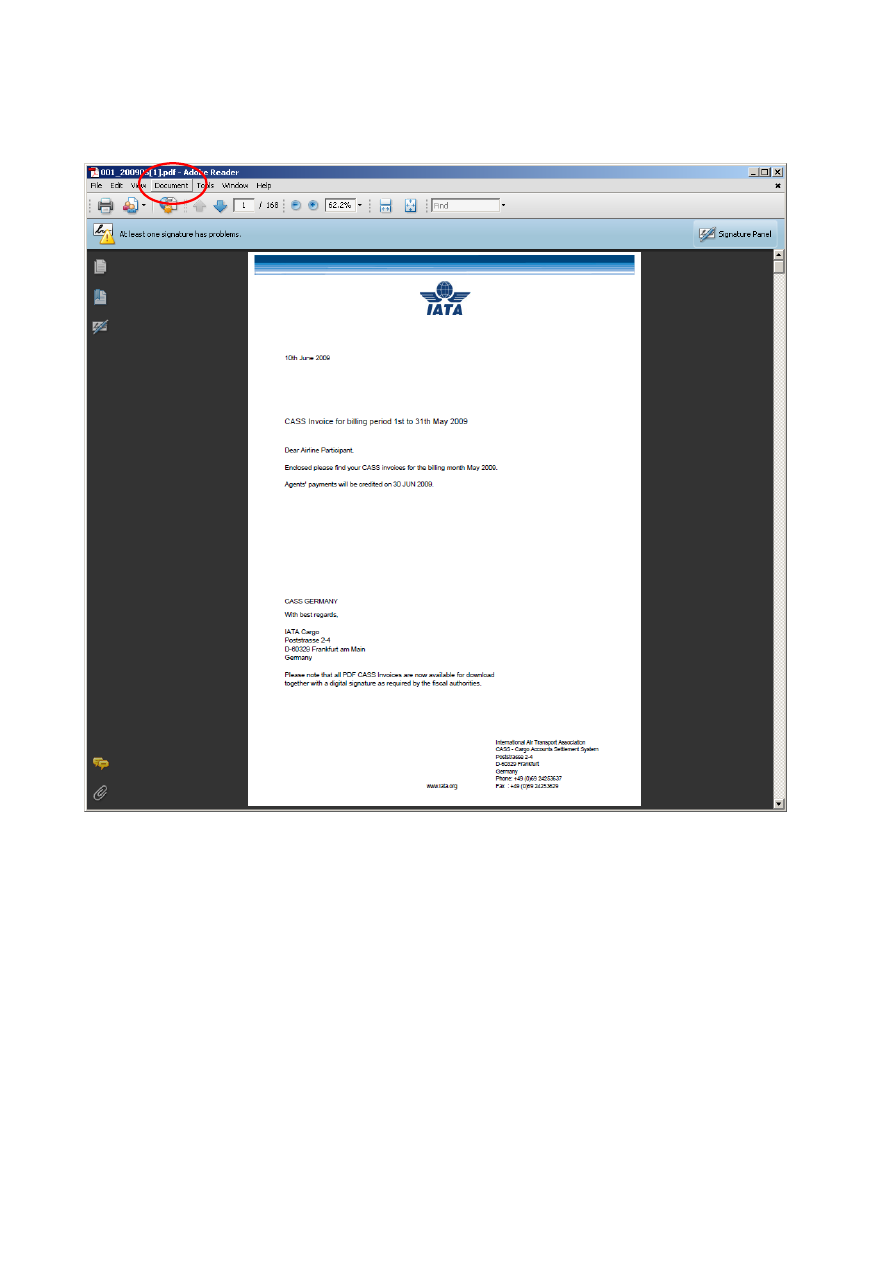 001_200905[1].pdf - Adobe Reader
File Edit View Document Tools Window Help
1 / 168 62.2% Find
At least one signature has problems. Signature Panel
IATA
10th June 2009
CASS Invoice for billing period 1st to 31th May 2009
Dear Airline Participant,
Enclosed please find your CASS invoices for the billing month May 2009.
Agents' payments will be credited on 30 JUN 2009.
CASS GERMANY
With best regards,
IATA Cargo
Poststrasse 2-4
D-60329 Frankfurt am Main
Germany
Please note that all PDF CASS Invoices are now available for download
together with a digital signature as required by the fiscal authorities.
International Air Transport Association
CASS - Cargo Accounts Settlement System
Poststrasse 2-4
D-60329 Frankfurt
Germany
Phone: +49 (0)69 24253637
www.iata.org Fax : +49 (0)69 24253629